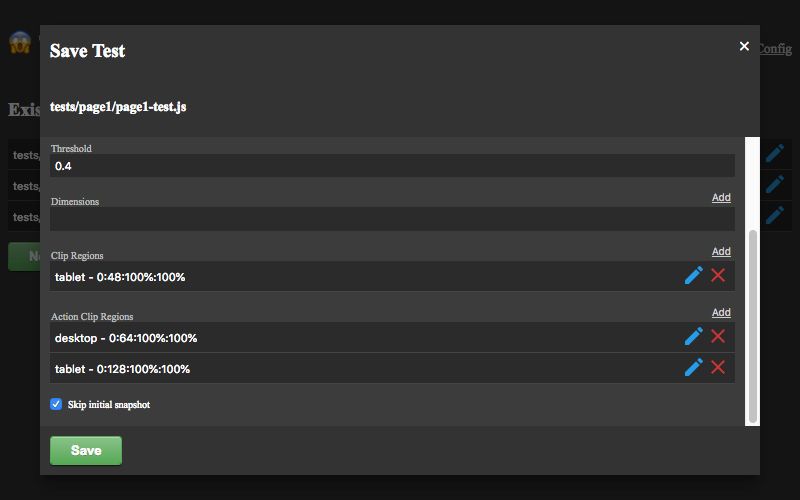 Save Test
×
Config
tests/page1/page1-test.js
Exis
tests,
tests,
tests,
Threshold
0.4
Dimensions
Add
Clip Regions
Add
tablet - 0:48:100%:100%
Action Clip Regions
Add
desktop - 0:64:100%:100%
tablet - 0:128:100%:100%
Skip initial snapshot
Save